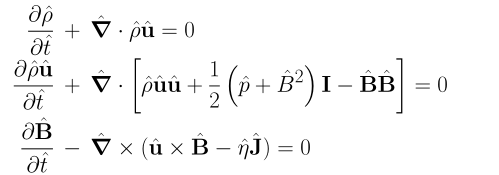 ∂ρ̂/∂t̂ + ∇̂ · ρ̂û = 0
∂ρ̂û/∂t̂ + ∇̂ · [ρ̂ûû + 1/2 (p̂ + B̂²) I − B̂B̂] = 0
∂B̂/∂t̂ − ∇̂ × (û × B̂ − η̂Ĵ) = 0